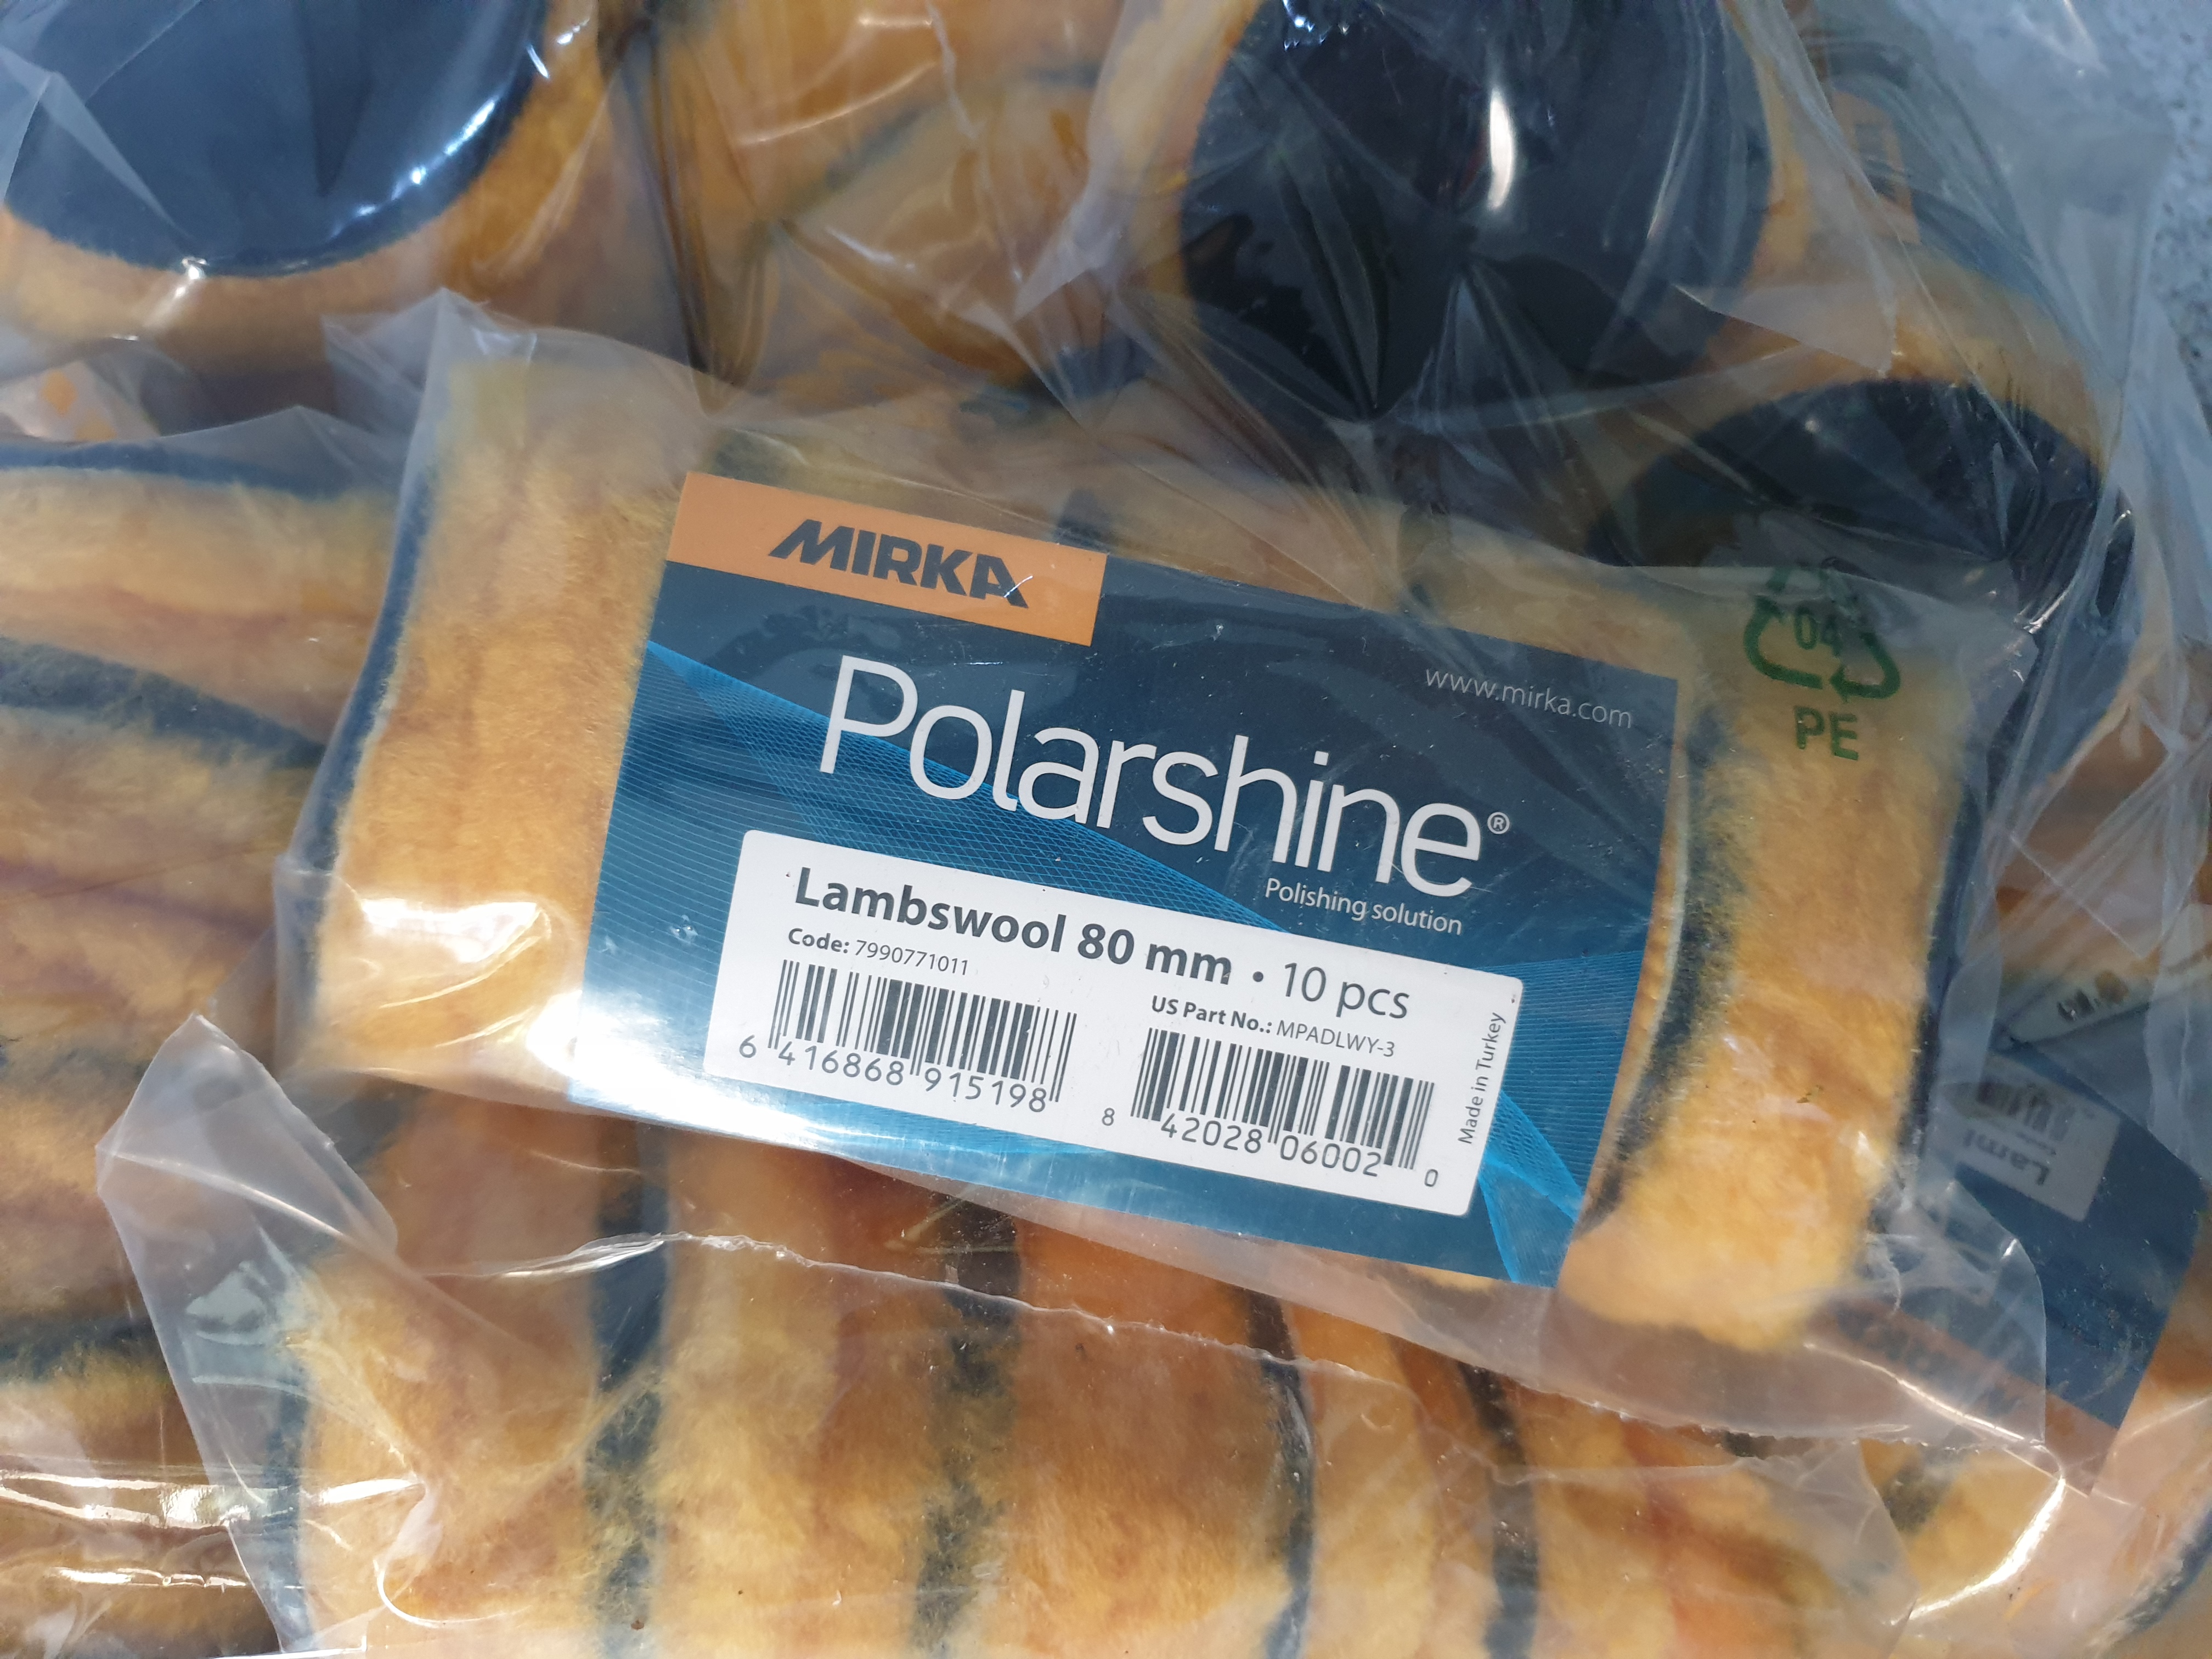 MIRKA
www.mirka.com
Polarshine®
Polishing solution
Lambswool 80 mm • 10 pcs
Code: 7990771011
US Part No.: MPADLWY-3
6 416868 915198
8 42028 06002 0
Made in Turkey
04
PE
Lam